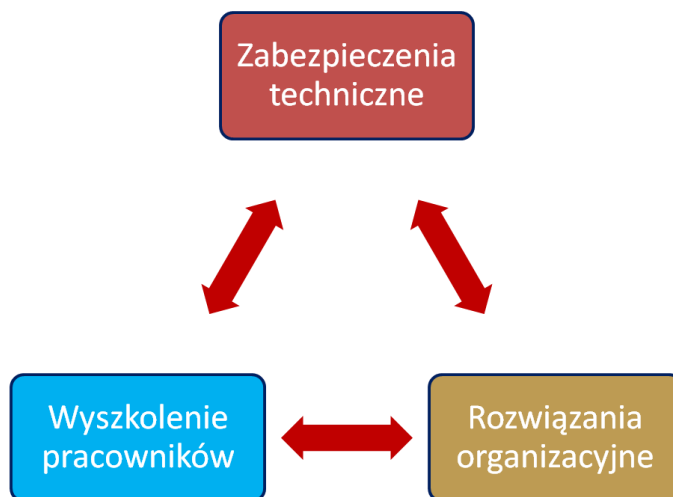 Zabezpieczenia
techniczne
Wyszkolenie
pracowników
Rozwiązania
organizacyjne